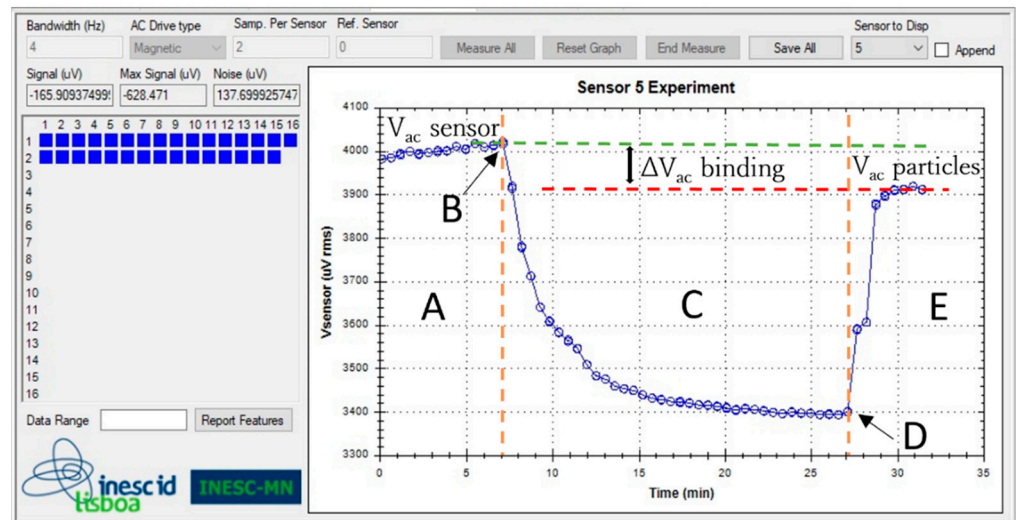 Bandwidth (Hz) AC Drive type Samp. Per Sensor Ref. Sensor Sensor to Disp
4 Magnetic 2 0 Measure All Reset Graph End Measure Save All 5 Append
Signal (uV) Max Signal (uV) Noise (uV)
-165.90937499 -628.471 137.699925747
1 2 3 4 5 6 7 8 9 10 11 12 13 14 15 16
1
2
3
4
5
6
7
8
9
10
11
12
13
14
15
16
Data Range Report Features
inesc id
lisboa
INESC-MN
Sensor 5 Experiment
4100
4000
3900
3800
3700
3600
3500
3400
3300
Vsensor (uV rms)
Vac sensor
ΔVac binding
Vac particles
A
B
C
D
E
0 5 10 15 20 25 30 35
Time (min)